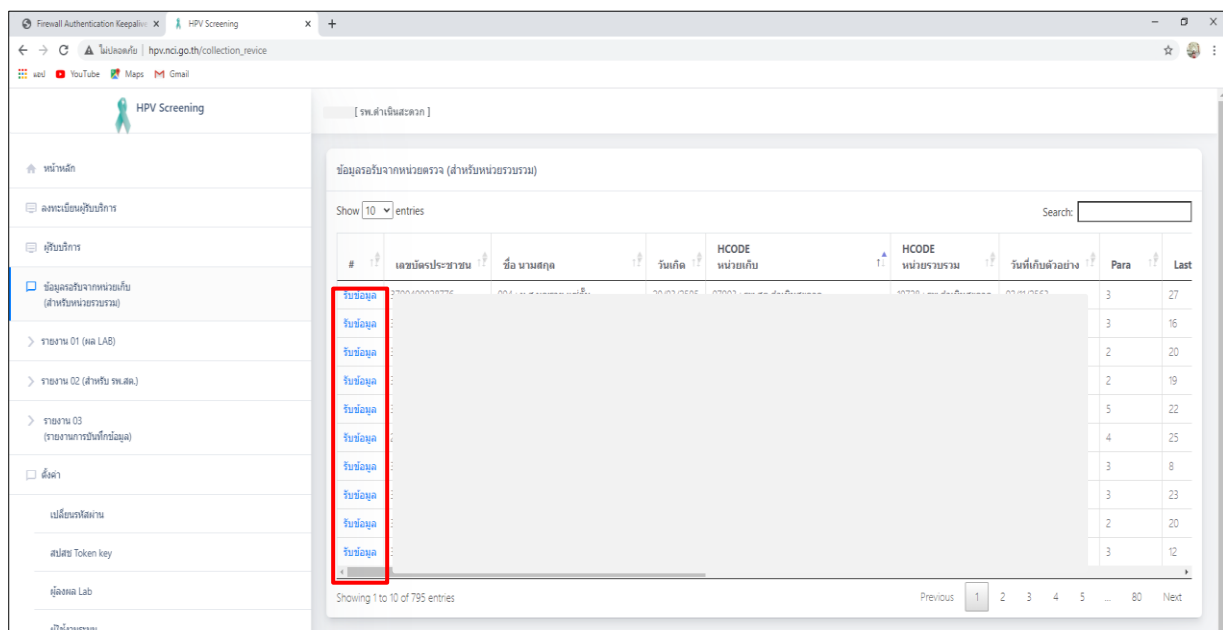 Firewall Authentication Keepaliv
HPV Screening
ไม่ปลอดภัย | hpv.nci.go.th/collection_revice
แอป YouTube Maps Gmail
HPV Screening
[ รพ.ดำเนินสะดวก ]
หน้าหลัก
ลงทะเบียนผู้รับบริการ
ผู้รับบริการ
ข้อมูลรอรับจากหน่วยเก็บ
(สำหรับหน่วยรวบรวม)
รายงาน 01 (ผล LAB)
รายงาน 02 (สำหรับ รพ.สต.)
รายงาน 03
(รายงานการบันทึกข้อมูล)
ตั้งค่า
เปลี่ยนรหัสผ่าน
สปสช Token key
ผู้ลงผล Lab
ข้อมูลรอรับจากหน่วยตรวจ (สำหรับหน่วยรวบรวม)
Show 10 entries
Search:
# เลขบัตรประชาชน ชื่อ นามสกุล วันเกิด HCODE หน่วยเก็บ HCODE หน่วยรวบรวม วันที่เก็บตัวอย่าง Para Last
รับข้อมูล 3 27
รับข้อมูล 3 16
รับข้อมูล 2 20
รับข้อมูล 2 19
รับข้อมูล 5 22
รับข้อมูล 4 25
รับข้อมูล 3 8
รับข้อมูล 3 23
รับข้อมูล 2 20
รับข้อมูล 3 12
Showing 1 to 10 of 795 entries
Previous 1 2 3 4 5 ... 80 Next